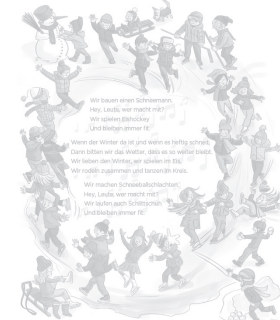 Wir bauen einen Schneemann.
Hey, Leute, wer macht mit?
Wir spielen Eishockey
Und bleiben immer fit.
Wenn der Winter da ist und wenn es heftig schneit,
Dann bitten wir das Wetter, dass es so weiter bleibt.
Wir lieben den Winter, wir spielen im Eis,
Wir rodeln zusammen und tanzen im Kreis.
Wir machen Schneeballschlachten,
Hey, Leute, wer macht mit?
Wir laufen auch Schlittschuh
Und bleiben immer fit.